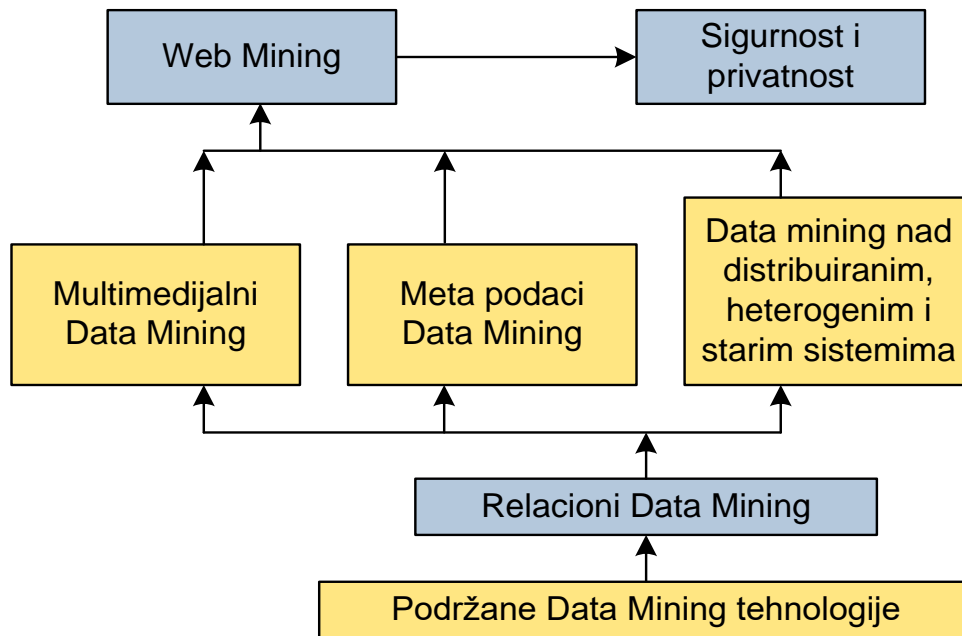 Web Mining
Sigurnost i
privatnost
Multimedijalni
Data Mining
Meta podaci
Data Mining
Data mining nad
distribuiranim,
heterogenim i
starim sistemima
Relacioni Data Mining
Podržane Data Mining tehnologije